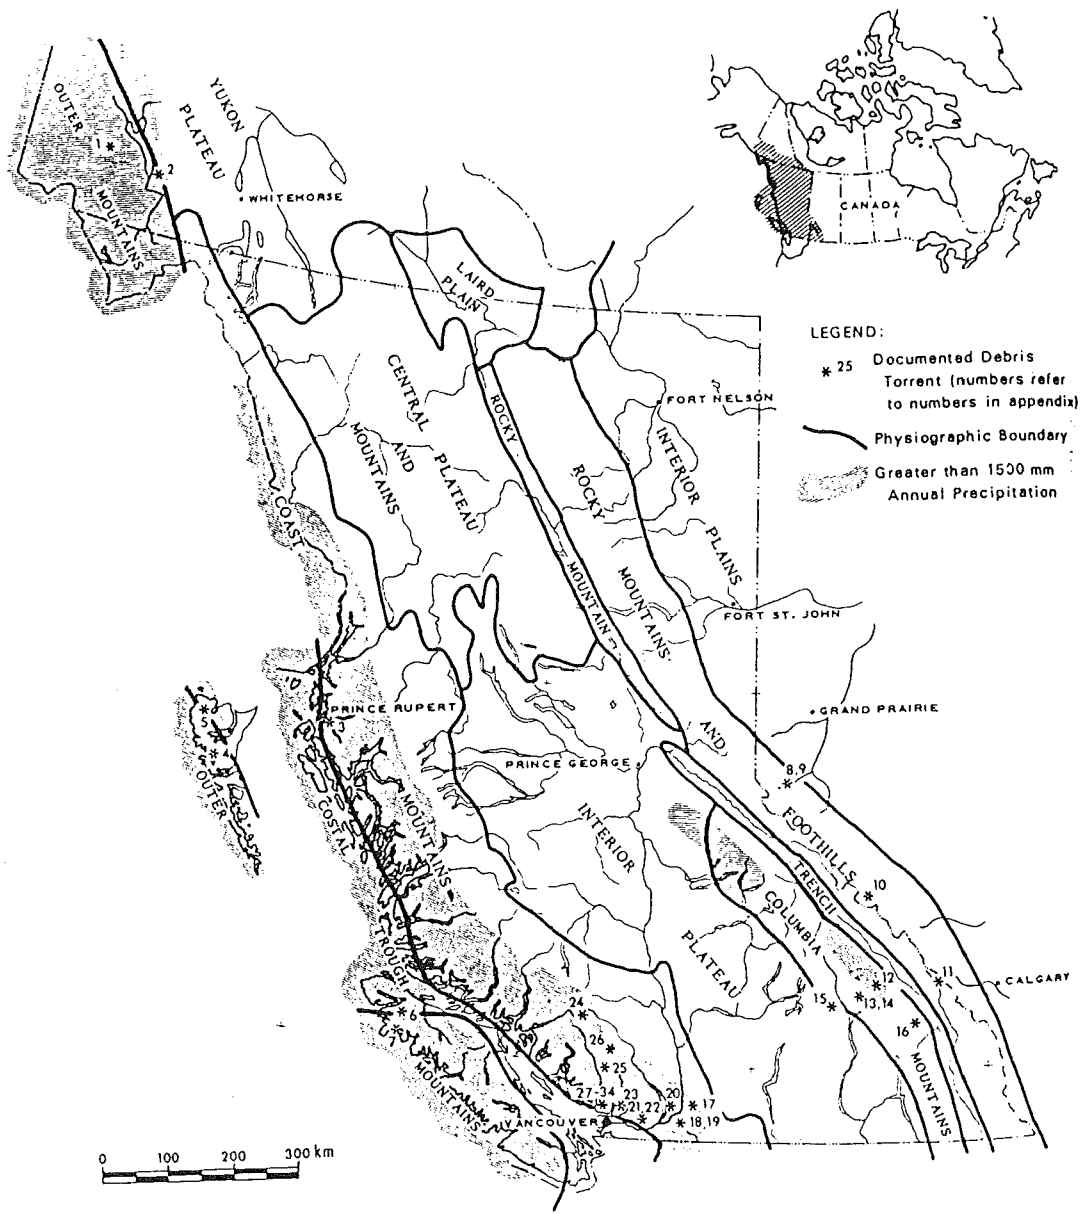 YUKON
PLATEAU
OUTER
MOUNTAINS
1
2
WHITEHORSE
CANADA
LAIRD
PLAIN
LEGEND:
* 25 Documented Debris
Torrent (numbers refer
to numbers in appendix)
Physiographic Boundary
Greater than 1500 mm
Annual Precipitation
CENTRAL
AND
PLATEAU
MOUNTAINS
ROCKY
MOUNTAIN
TRENCH
FORT NELSON
INTERIOR
PLAINS
ROCKY
MOUNTAINS
AND
FOOTHILLS
COAST
MOUNTAINS
FORT ST. JOHN
PRINCE RUPERT
3
5
4
OUTER
GRAND PRAIRIE
PRINCE GEORGE
8,9
COSTAL
TROUGH
INTERIOR
PLATEAU
10
COLUMBIA
MOUNTAINS
11
CALGARY
12
13,14
15
16
6
7
MOUNTAINS
24
26
25
27-34
23
21,22
20
17
18,19
VANCOUVER
0 100 200 300 km